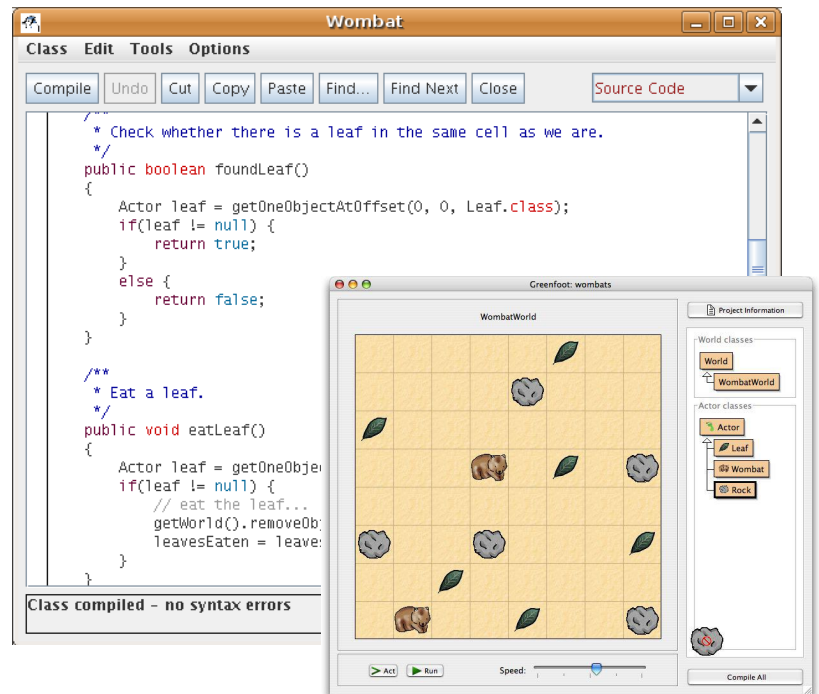 Wombat
Class Edit Tools Options
Compile Undo Cut Copy Paste Find... Find Next Close Source Code
/**
* Check whether there is a leaf in the same cell as we are.
*/
public boolean foundLeaf()
{
Actor leaf = getOneObjectAtOffset(0, 0, Leaf.class);
if(leaf != null) {
return true;
}
else {
return false;
}
}
/**
* Eat a leaf.
*/
public void eatLeaf()
{
Actor leaf = getOneObje
if(leaf != null) {
// eat the leaf...
getWorld().removeObj
leavesEaten = leaves
}
}
Class compiled - no syntax errors
Greenfoot: wombats
WombatWorld
Project Information
World classes
World
WombatWorld
Actor classes
Actor
Leaf
Wombat
Rock
> Act Run Speed:
Compile All